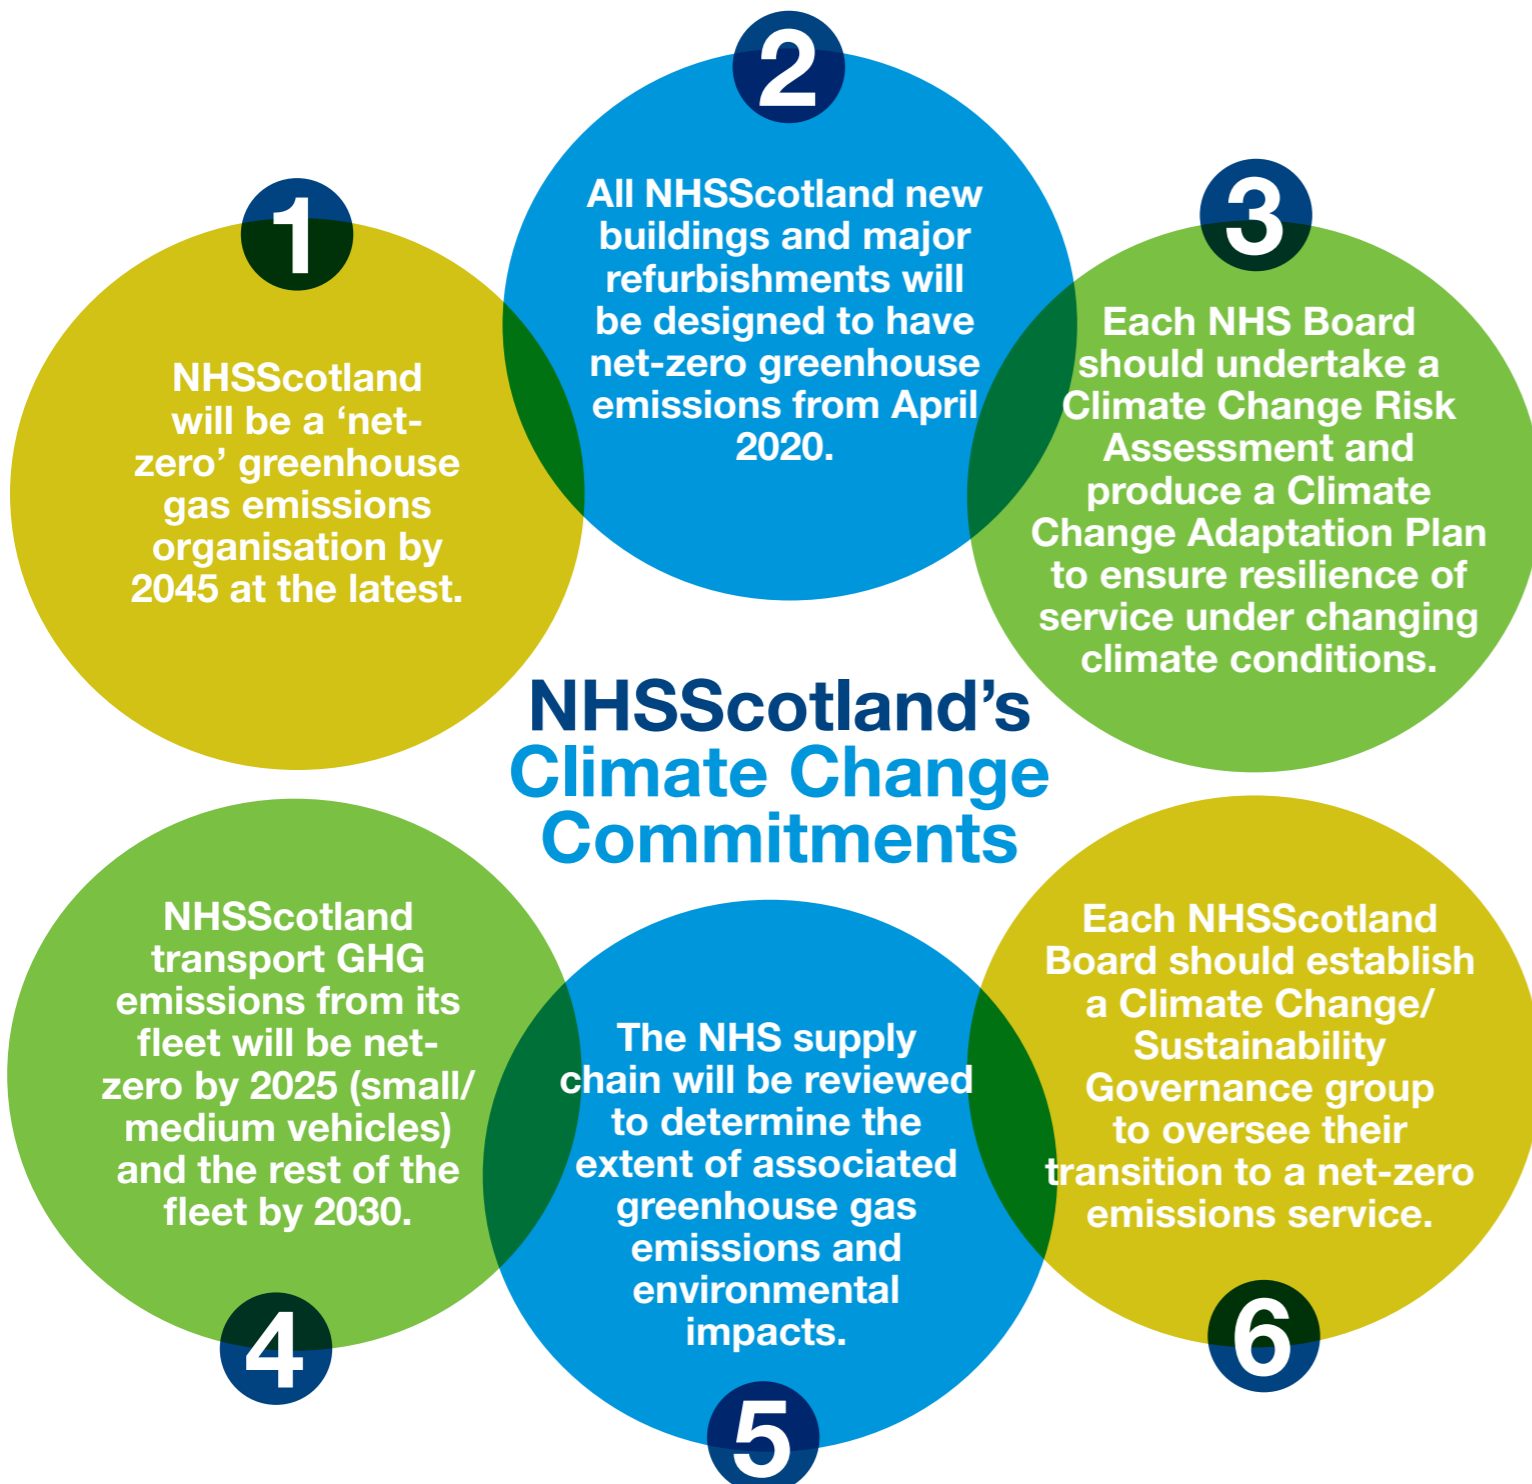 1
NHSScotland
will be a ‘net-
zero’ greenhouse
gas emissions
organisation by
2045 at the latest.
2
All NHSScotland new
buildings and major
refurbishments will
be designed to have
net-zero greenhouse
emissions from April
2020.
3
Each NHS Board
should undertake a
Climate Change Risk
Assessment and
produce a Climate
Change Adaptation Plan
to ensure resilience of
service under changing
climate conditions.
NHSScotland’s
Climate Change
Commitments
NHSScotland
transport GHG
emissions from its
fleet will be net-
zero by 2025 (small/
medium vehicles)
and the rest of the
fleet by 2030.
4
The NHS supply
chain will be reviewed
to determine the
extent of associated
greenhouse gas
emissions and
environmental
impacts.
5
Each NHSScotland
Board should establish
a Climate Change/
Sustainability
Governance group
to oversee their
transition to a net-zero
emissions service.
6